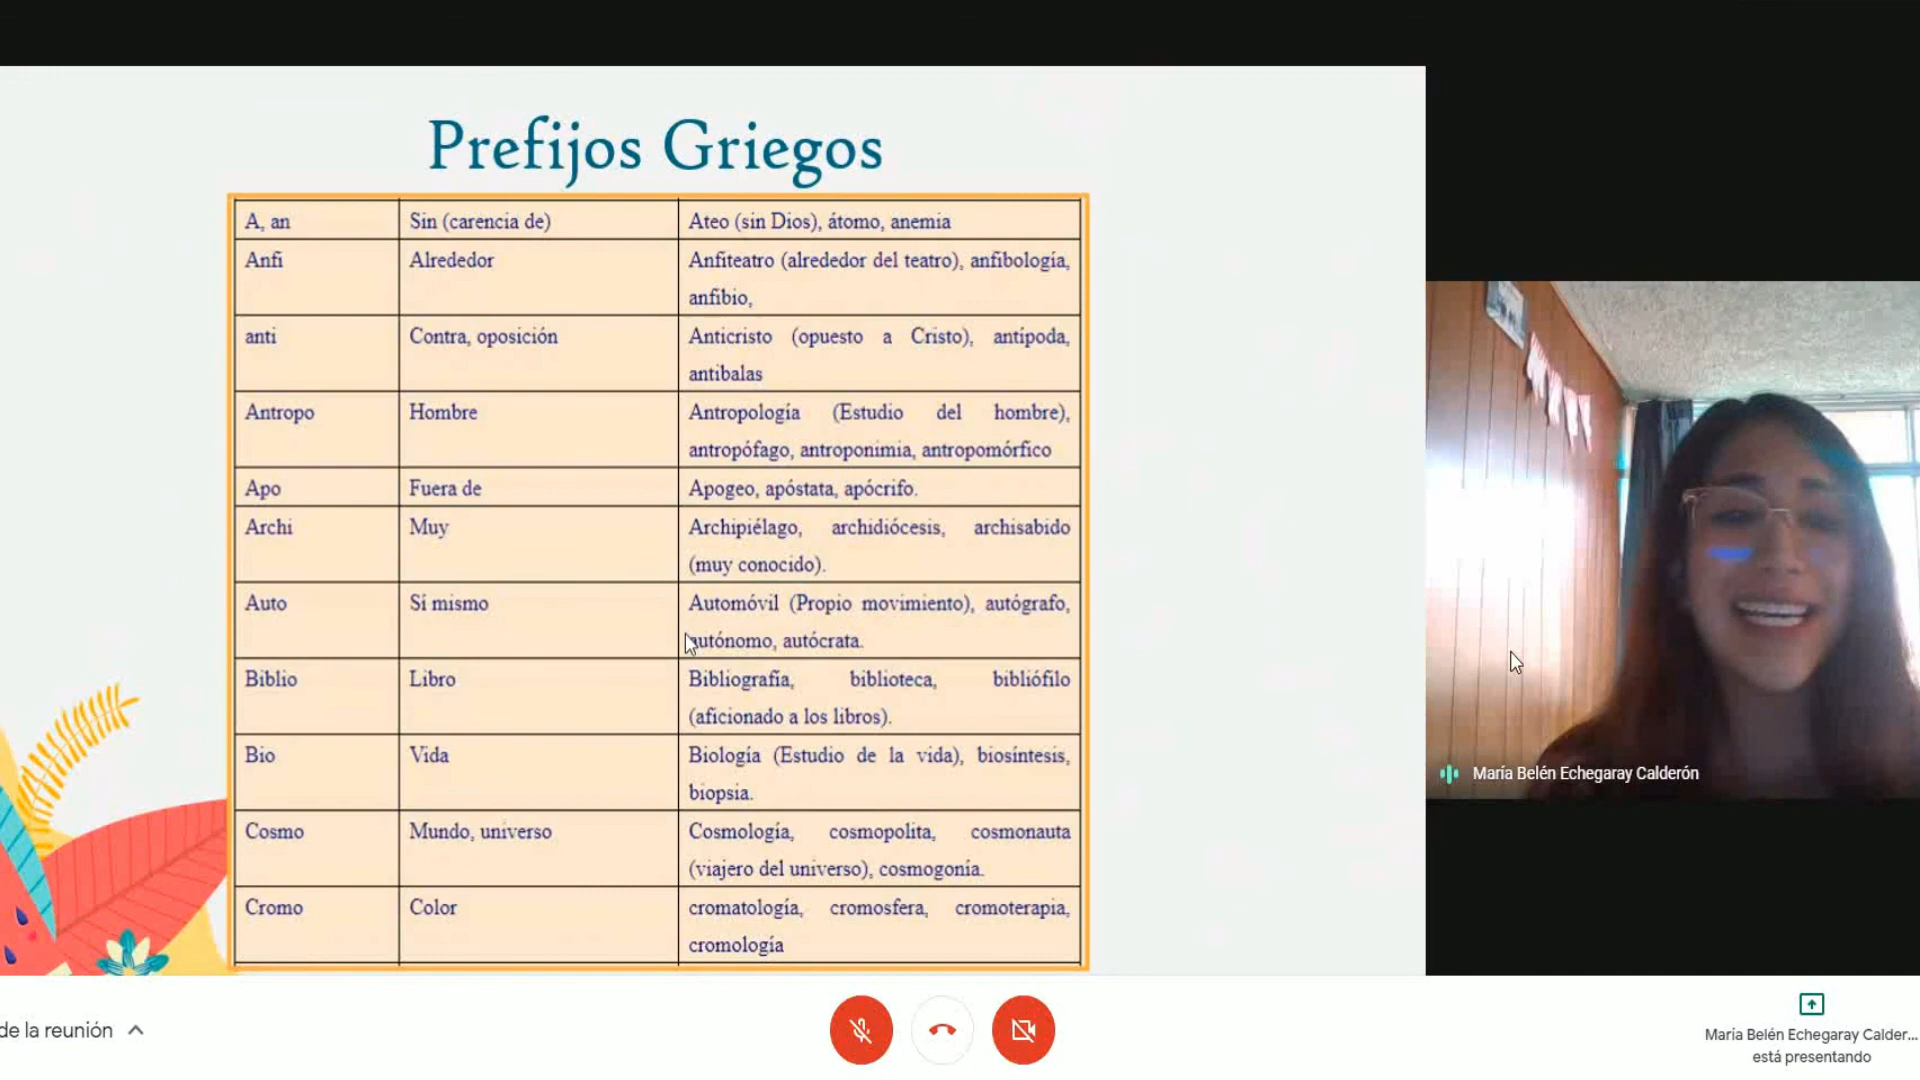 Prefijos Griegos
A, an Sin (carencia de) Ateo (sin Dios), átomo, anemia
Anfi Alrededor Anfiteatro (alrededor del teatro), anfibología,
anfibio,
anti Contra, oposición Anticristo (opuesto a Cristo), antípoda,
antibalas
Antropo Hombre Antropología (Estudio del hombre),
antropófago, antroponimia, antropomórfico
Apo Fuera de Apogeo, apóstata, apócrifo.
Archi Muy Archipiélago, archidiócesis, archisabido
(muy conocido).
Auto Sí mismo Automóvil (Propio movimiento), autógrafo,
autónomo, autócrata.
Biblio Libro Bibliografía, biblioteca, bibliófilo
(aficionado a los libros).
Bio Vida Biología (Estudio de la vida), biosíntesis,
biopsia.
Cosmo Mundo, universo Cosmología, cosmopolita, cosmonauta
(viajero del universo), cosmogonía.
Cromo Color cromatología, cromosfera, cromoterapia,
cromología
María Belén Echegaray Calderón
de la reunión
María Belén Echegaray Calder...
está presentando